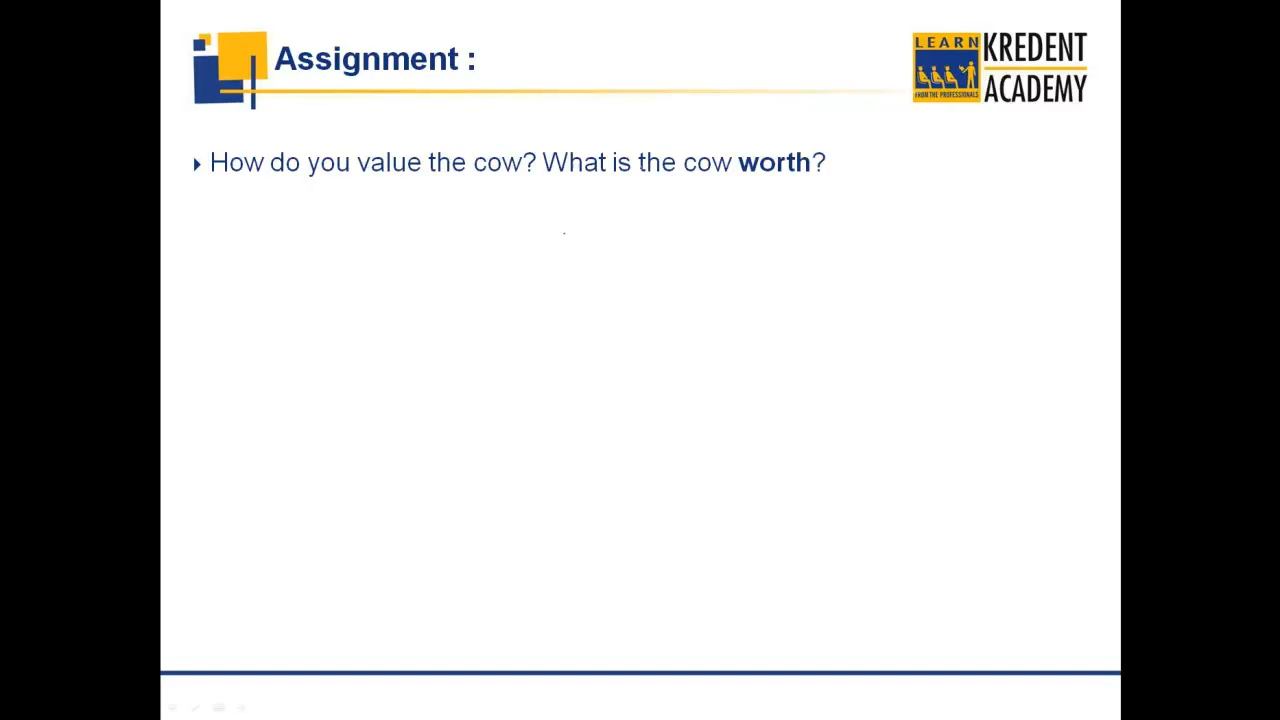 Assignment :
LEARN
FROM THE PROFESSIONALS
KREDENT
ACADEMY
How do you value the cow? What is the cow worth?